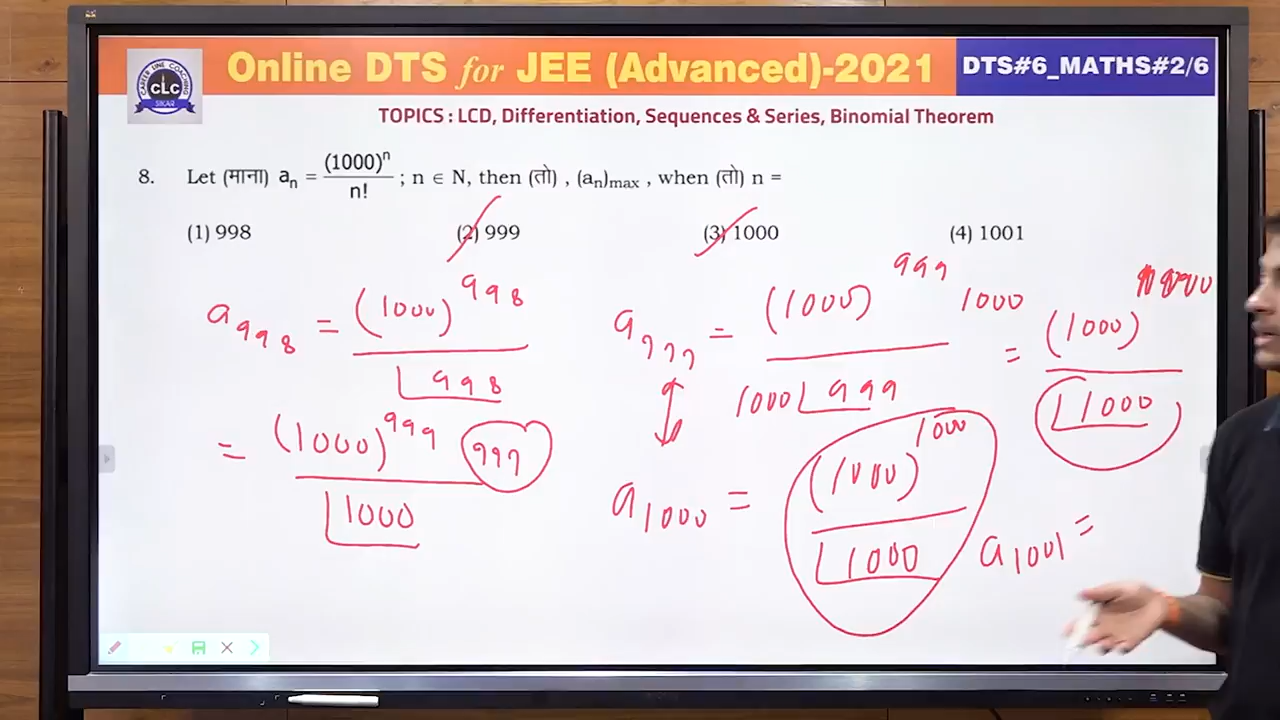 Online DTS for JEE (Advanced)-2021
DTS#6_MATHS#2/6
CAREER LINE COACHING
CLC
SIKAR
TOPICS : LCD, Differentiation, Sequences & Series, Binomial Theorem
8. Let (माना) aₙ = (1000)ⁿ / n! ; n ∈ N, then (तो) , (aₙ)max , when (तो) n =
(1) 998 (2) 999 (3) 1000 (4) 1001
a₉₉₈ = (1000)⁹⁹⁸ / ∟998
= (1000)⁹⁹⁹ 999 / ∟1000
a₉₉₉ = (1000)⁹⁹⁹ 1000 / 1000 ∟999 = (1000) / ∟1000
a₁₀₀₀ = (1000)¹⁰⁰⁰ / ∟1000
a₁₀₀₁ =